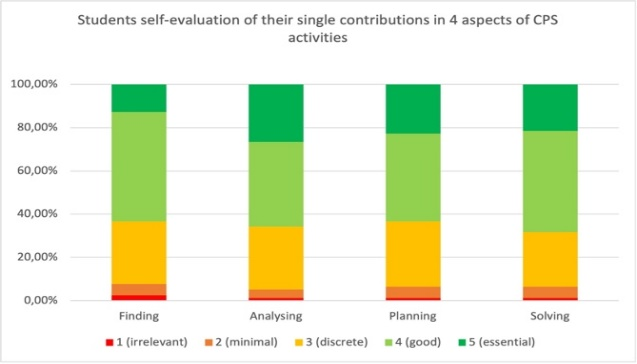 Students self-evaluation of their single contributions in 4 aspects of CPS
activities
100,00%
80,00%
60,00%
40,00%
20,00%
0,00%
Finding Analysing Planning Solving
1 (irrelevant) 2 (minimal) 3 (discrete) 4 (good) 5 (essential)